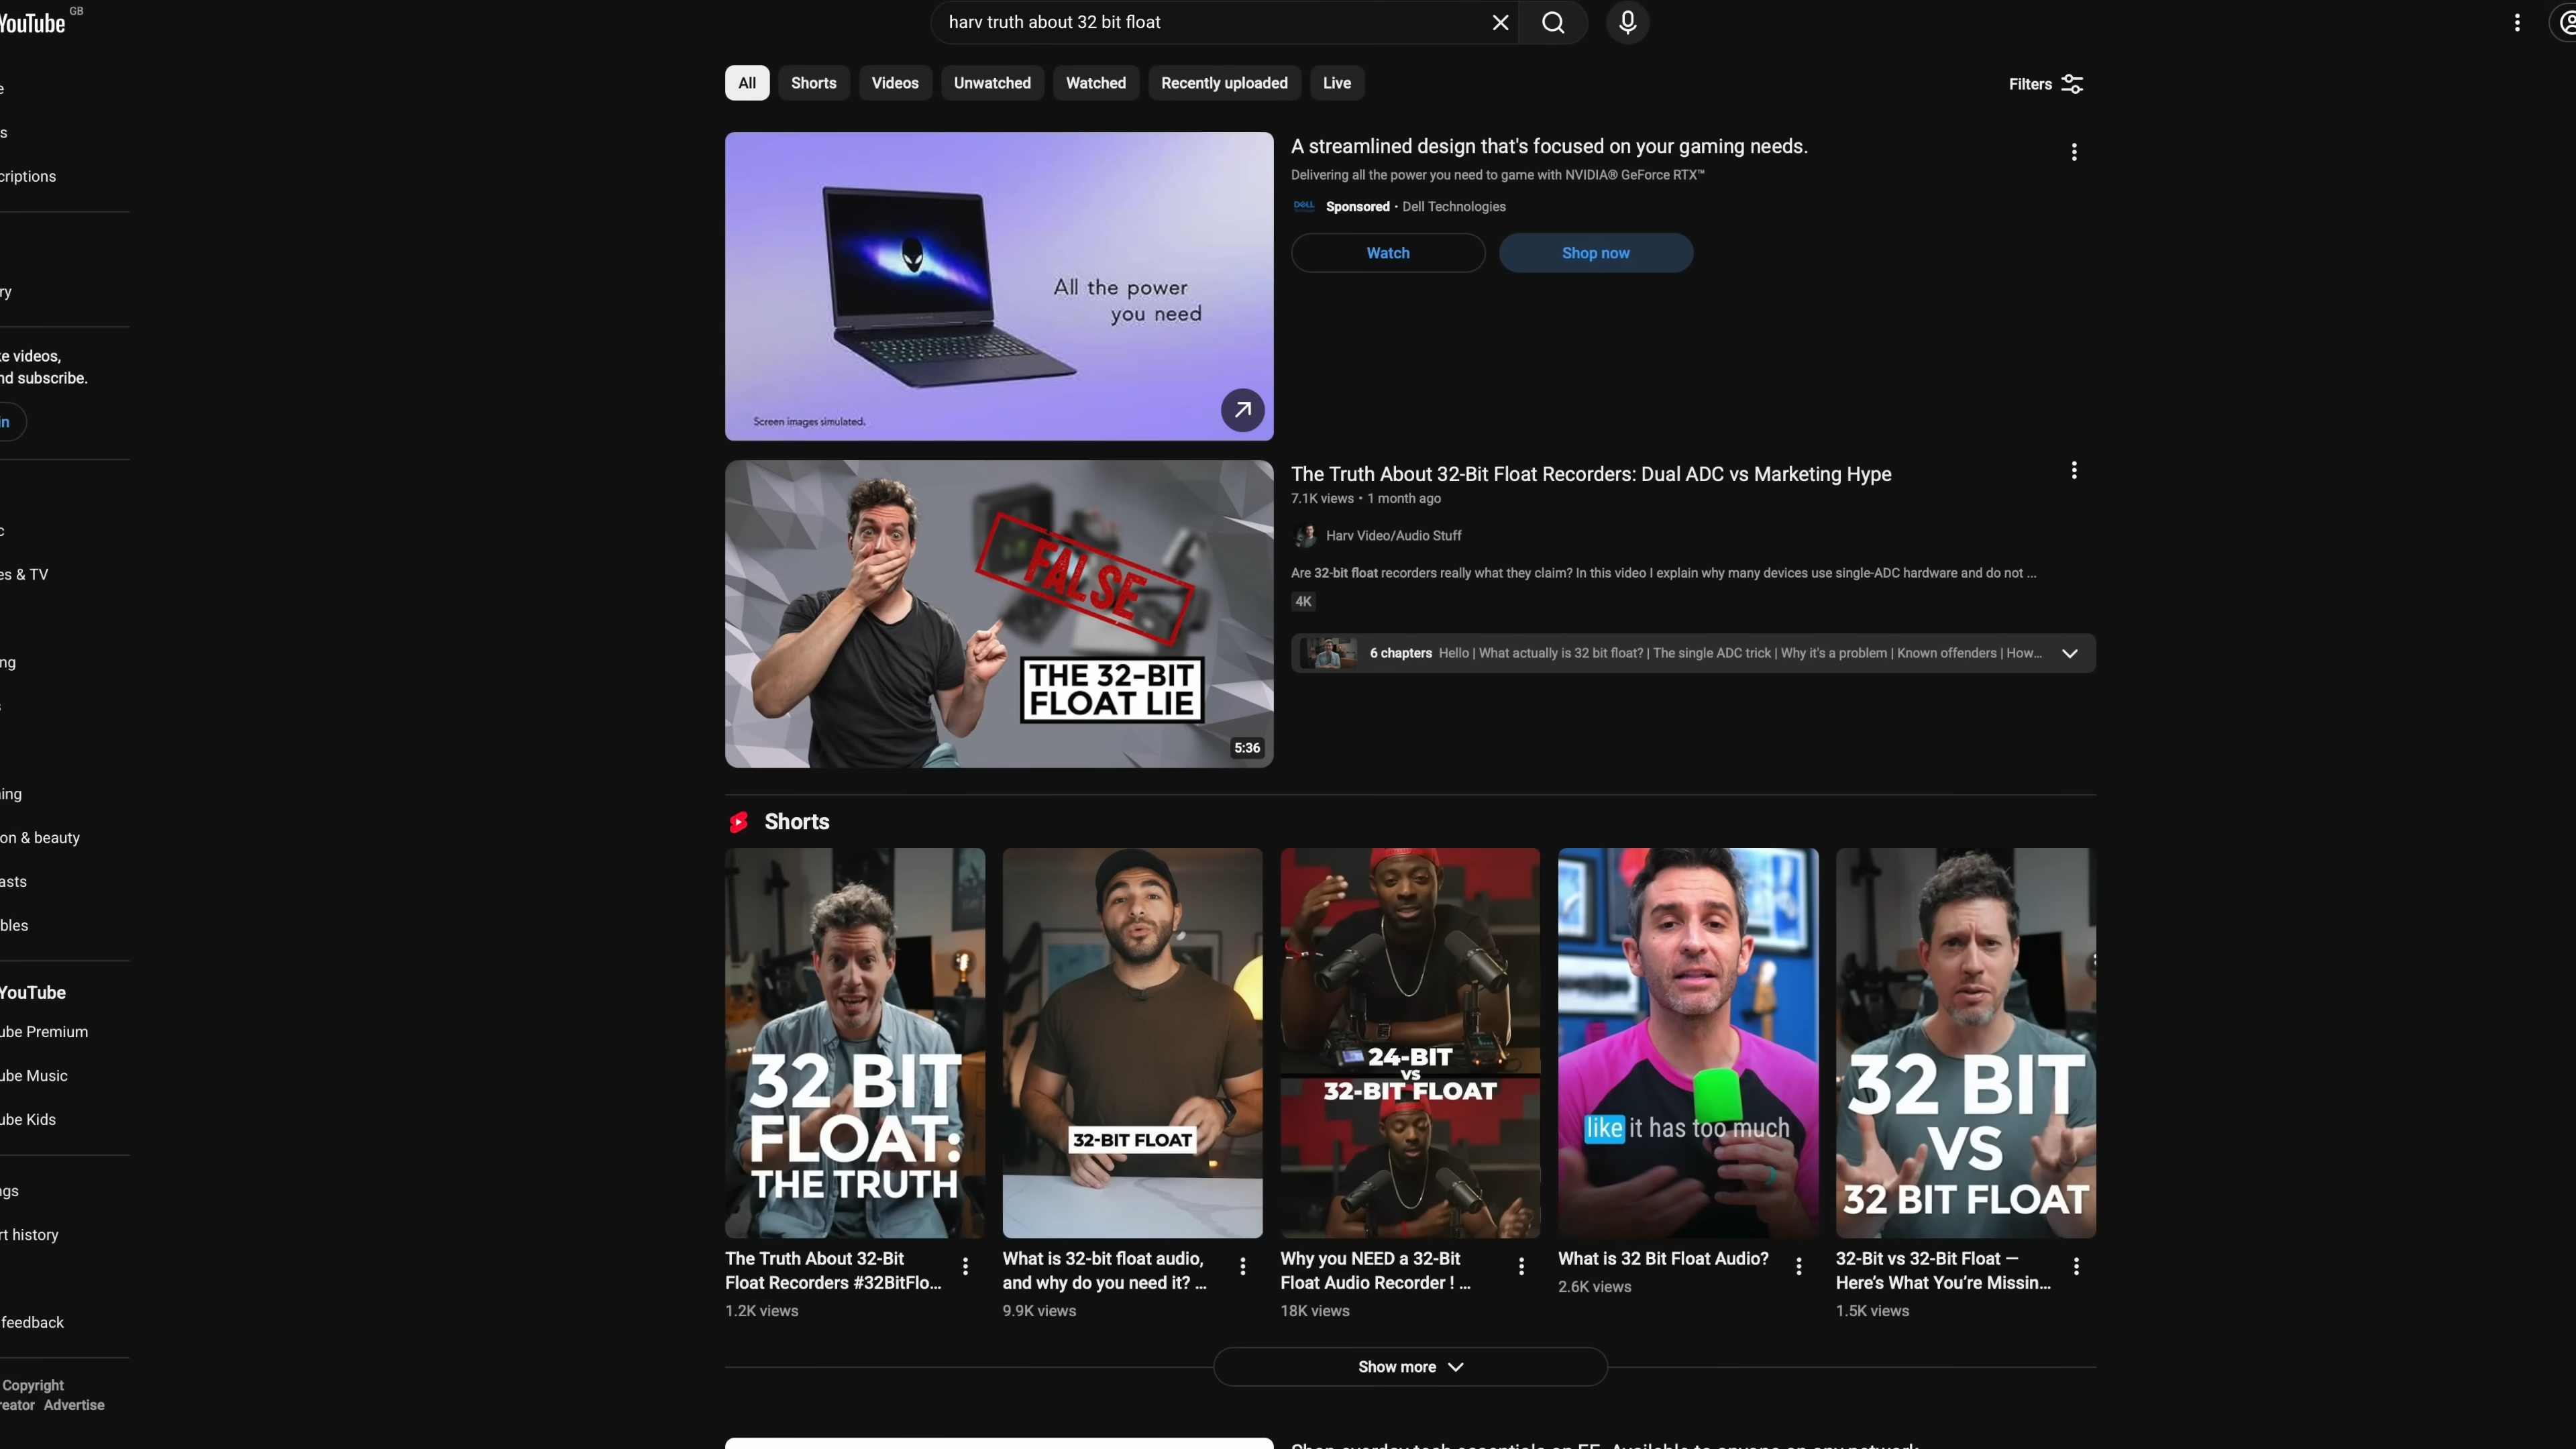 YouTube GB
harv truth about 32 bit float
All
Shorts
Videos
Unwatched
Watched
Recently uploaded
Live
Filters
criptions
ry
ke videos,
nd subscribe.
in
es & TV
ng
ing
on & beauty
asts
bles
YouTube
ube Premium
ube Music
ube Kids
ngs
rt history
feedback
Copyright
reator Advertise
All the power
you need
Screen images simulated.
A streamlined design that's focused on your gaming needs.
Delivering all the power you need to game with NVIDIA® GeForce RTX™
DELL
Sponsored · Dell Technologies
Watch
Shop now
FALSE
THE 32-BIT
FLOAT LIE
5:36
The Truth About 32-Bit Float Recorders: Dual ADC vs Marketing Hype
7.1K views • 1 month ago
Harv Video/Audio Stuff
Are 32-bit float recorders really what they claim? In this video I explain why many devices use single-ADC hardware and do not ...
4K
6 chapters Hello | What actually is 32 bit float? | The single ADC trick | Why it's a problem | Known offenders | How...
Shorts
32 BIT
FLOAT:
THE TRUTH
The Truth About 32-Bit
Float Recorders #32BitFlo...
1.2K views
32-BIT FLOAT
What is 32-bit float audio,
and why do you need it? ...
9.9K views
24-BIT
VS
32-BIT FLOAT
Why you NEED a 32-Bit
Float Audio Recorder ! ...
18K views
like it has too much
What is 32 Bit Float Audio?
2.6K views
32 BIT
VS
32 BIT FLOAT
32-Bit vs 32-Bit Float —
Here's What You're Missin...
1.5K views
Show more